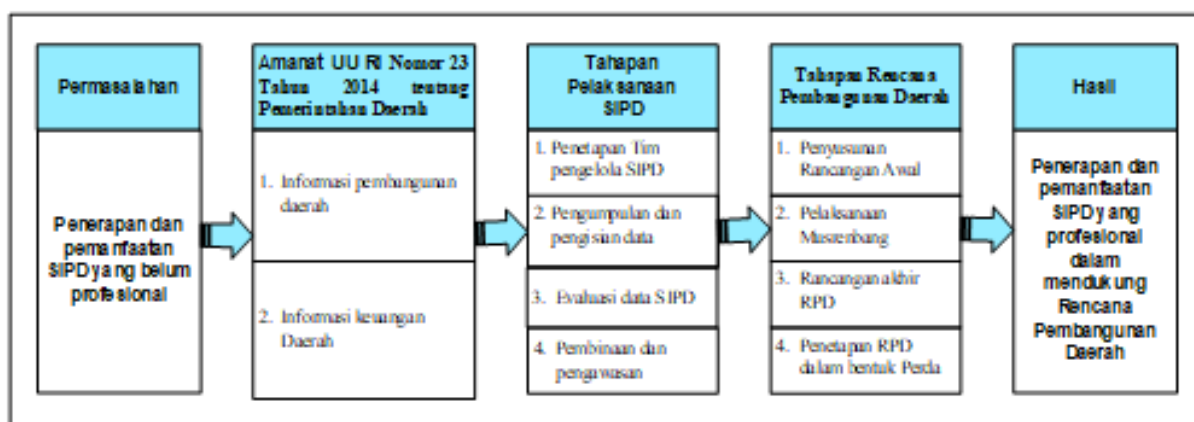 Permasalahan
Penerapan dan
pemanfaatan
SIPD yang belum
profesional
Amanat UU RI Nomor 23
Tahun 2014 tentang
Pemerintahan Daerah
1. Informasi pembangunan
daerah
2. Informasi keuangan
Daerah
Tahapan
Pelaksanaan
SIPD
1. Penetapan Tim
pengelola SIPD
2. Pengumpulan dan
pengisian data
3. Evaluasi data SIPD
4. Pembinaan dan
pengawasan
Tahapan Rencana
Pembangunan Daerah
1. Penyusunan
Rancangan Awal
2. Pelaksanaan
Musrenbang
3. Rancangan akhir
RPD
4. Penetapan RPD
dalam bentuk Perda
Hasil
Penerapan dan
pemanfaatan
SIPD yang
profesional
dalam
mendukung
Rencana
Pembangunan
Daerah